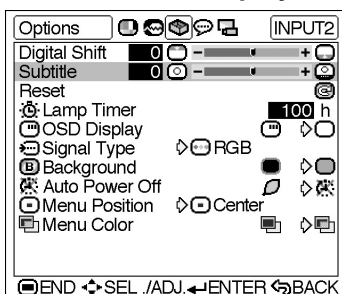 Options INPUT2
Digital Shift 0 - +
Subtitle 0 - +
Reset
Lamp Timer 100 h
OSD Display
Signal Type RGB
B Background
Auto Power Off
Menu Position Center
Menu Color
END SEL ./ADJ. ENTER BACK